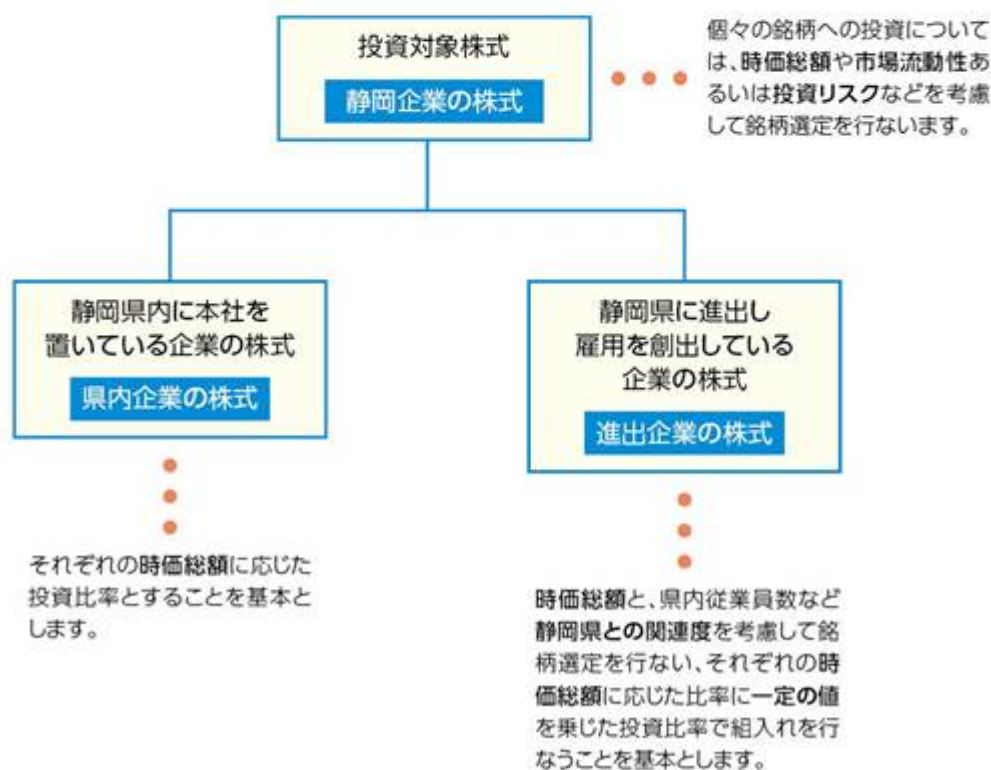 投資対象株式
静岡企業の株式
個々の銘柄への投資について
は、時価総額や市場流動性あ
るいは投資リスクなどを考慮
して銘柄選定を行ないます。
静岡県内に本社を
置いている企業の株式
県内企業の株式
それぞれの時価総額に応じた
投資比率とすることを基本と
します。
静岡県に進出し
雇用を創出している
企業の株式
進出企業の株式
時価総額と、県内従業員数など
静岡県との関連度を考慮して銘
柄選定を行ない、それぞれの時
価総額に応じた比率に一定の値
を乗じた投資比率で組入れを行
なうことを基本とします。